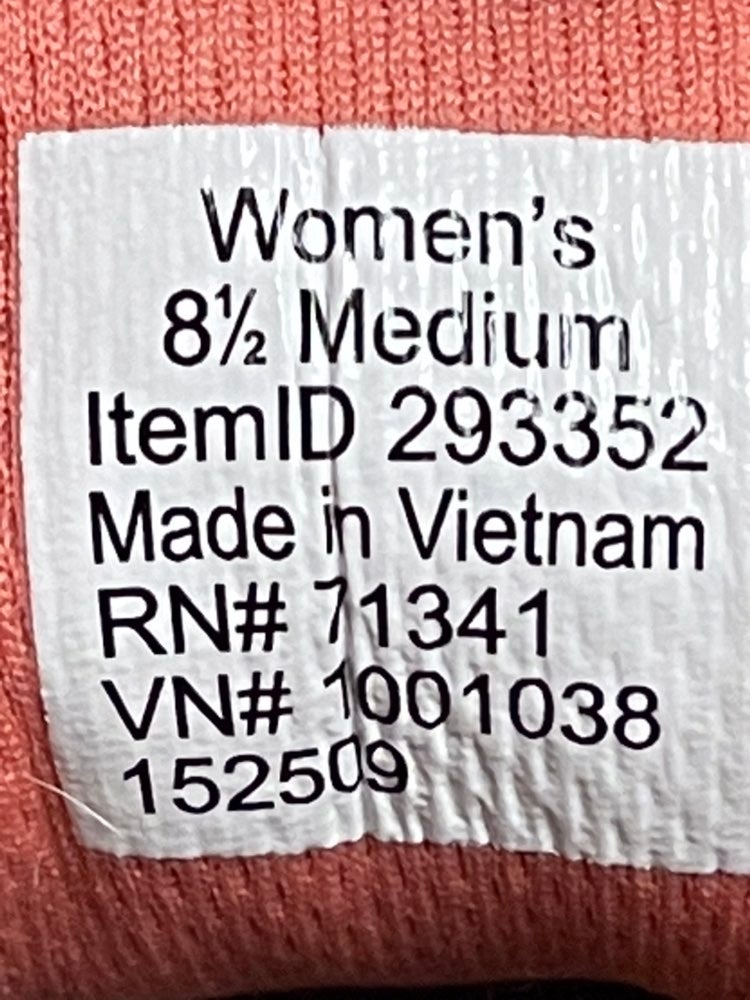 Women’s
8½ Medium
ItemID 293352
Made in Vietnam
RN# 71341
VN# 1001038
152509